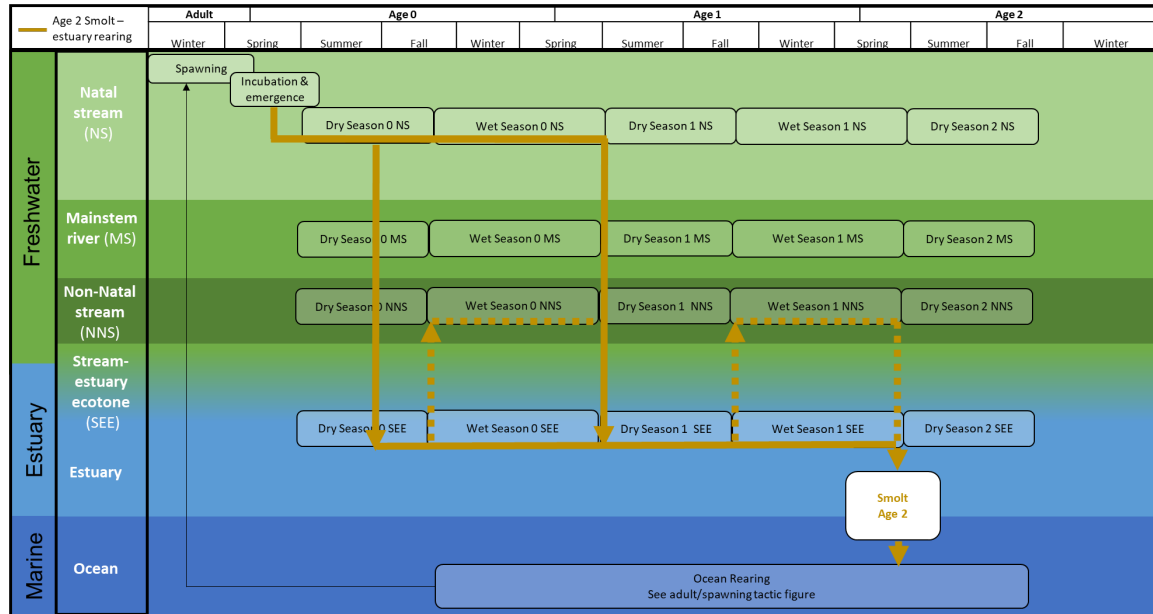 Age 2 Smolt –
estuary rearing
Adult
Age 0
Age 1
Age 2
Winter
Spring
Summer
Fall
Winter
Spring
Summer
Fall
Winter
Spring
Summer
Fall
Winter
Freshwater
Estuary
Marine
Natal
stream
(NS)
Spawning
Incubation &
emergence
Dry Season 0 NS
Wet Season 0 NS
Dry Season 1 NS
Wet Season 1 NS
Dry Season 2 NS
Mainstem
river (MS)
Dry Season 0 MS
Wet Season 0 MS
Dry Season 1 MS
Wet Season 1 MS
Dry Season 2 MS
Non-Natal
stream
(NNS)
Dry Season 0 NNS
Wet Season 0 NNS
Dry Season 1 NNS
Wet Season 1 NNS
Dry Season 2 NNS
Stream-
estuary
ecotone
(SEE)
Dry Season 0 SEE
Wet Season 0 SEE
Dry Season 1 SEE
Wet Season 1 SEE
Dry Season 2 SEE
Estuary
Smolt
Age 2
Ocean
Ocean Rearing
See adult/spawning tactic figure